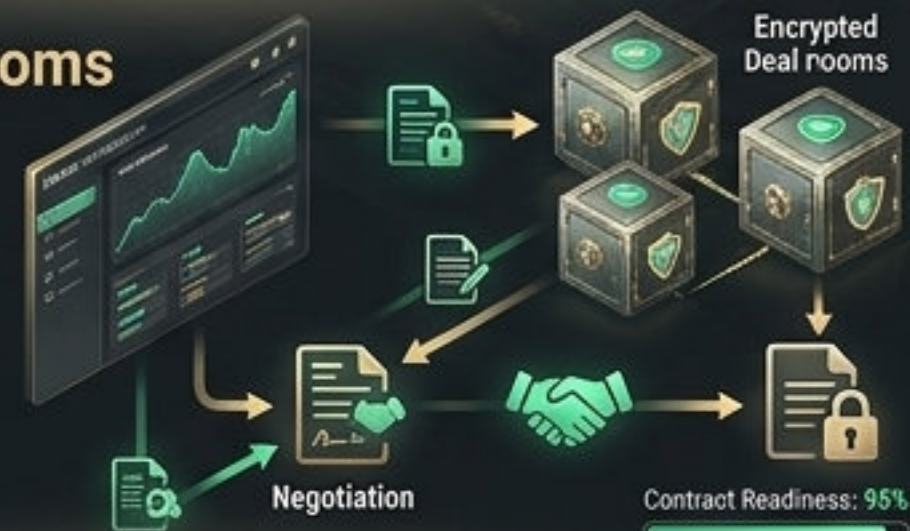 oms
Encrypted
Deal rooms
Negotiation
Contract Readiness: 95%